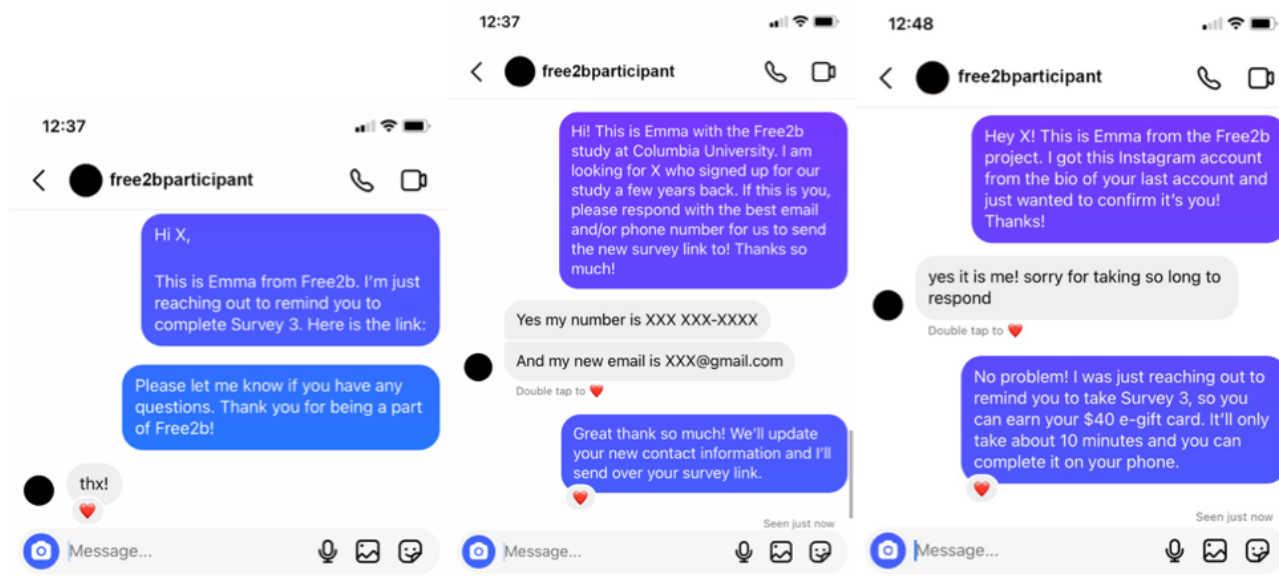 12:37
free2bparticipant
Hi X,
This is Emma from Free2b. I'm just
reaching out to remind you to
complete Survey 3. Here is the link:
Please let me know if you have any
questions. Thank you for being a part
of Free2b!
thx!
Message...
12:37
free2bparticipant
Hi! This is Emma with the Free2b
study at Columbia University. I am
looking for X who signed up for our
study a few years back. If this is you,
please respond with the best email
and/or phone number for us to send
the new survey link to! Thanks so
much!
Yes my number is XXX XXX-XXXX
And my new email is XXX@gmail.com
Double tap to ❤️
Great thank so much! We'll update
your new contact information and I'll
send over your survey link.
Seen just now
Message...
12:48
free2bparticipant
Hey X! This is Emma from the Free2b
project. I got this Instagram account
from the bio of your last account and
just wanted to confirm it's you!
Thanks!
yes it is me! sorry for taking so long to
respond
Double tap to ❤️
No problem! I was just reaching out to
remind you to take Survey 3, so you
can earn your $40 e-gift card. It'll only
take about 10 minutes and you can
complete it on your phone.
Seen just now
Message...